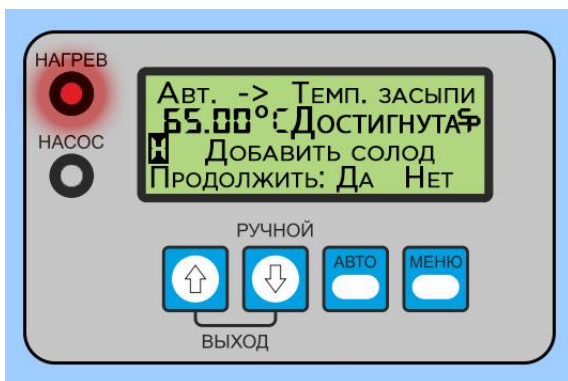 НАГРЕВ
Авт. -> Темп. засыпи
65.00°C Достигнута
НАСОС
Н Добавить солод
Продолжить: Да Нет
РУЧНОЙ
АВТО
МЕНЮ
ВЫХОД